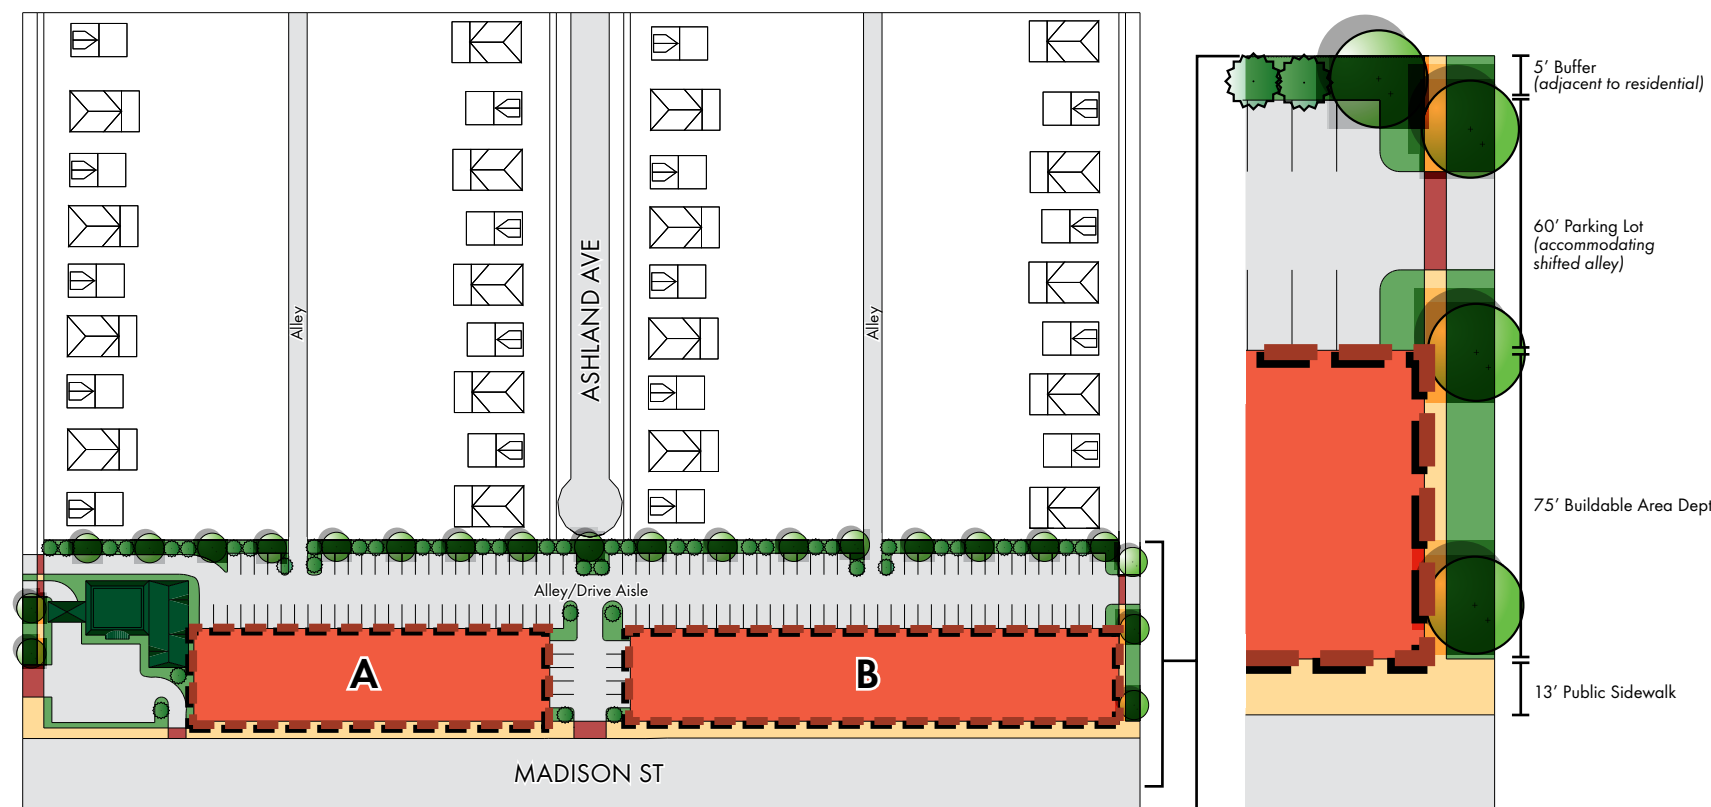 Alley
ASHLAND AVE
Alley
Alley/Drive Aisle
A
B
MADISON ST
5’ Buffer
(adjacent to residential)
60’ Parking Lot
(accommodating
shifted alley)
75’ Buildable Area Dept
13’ Public Sidewalk